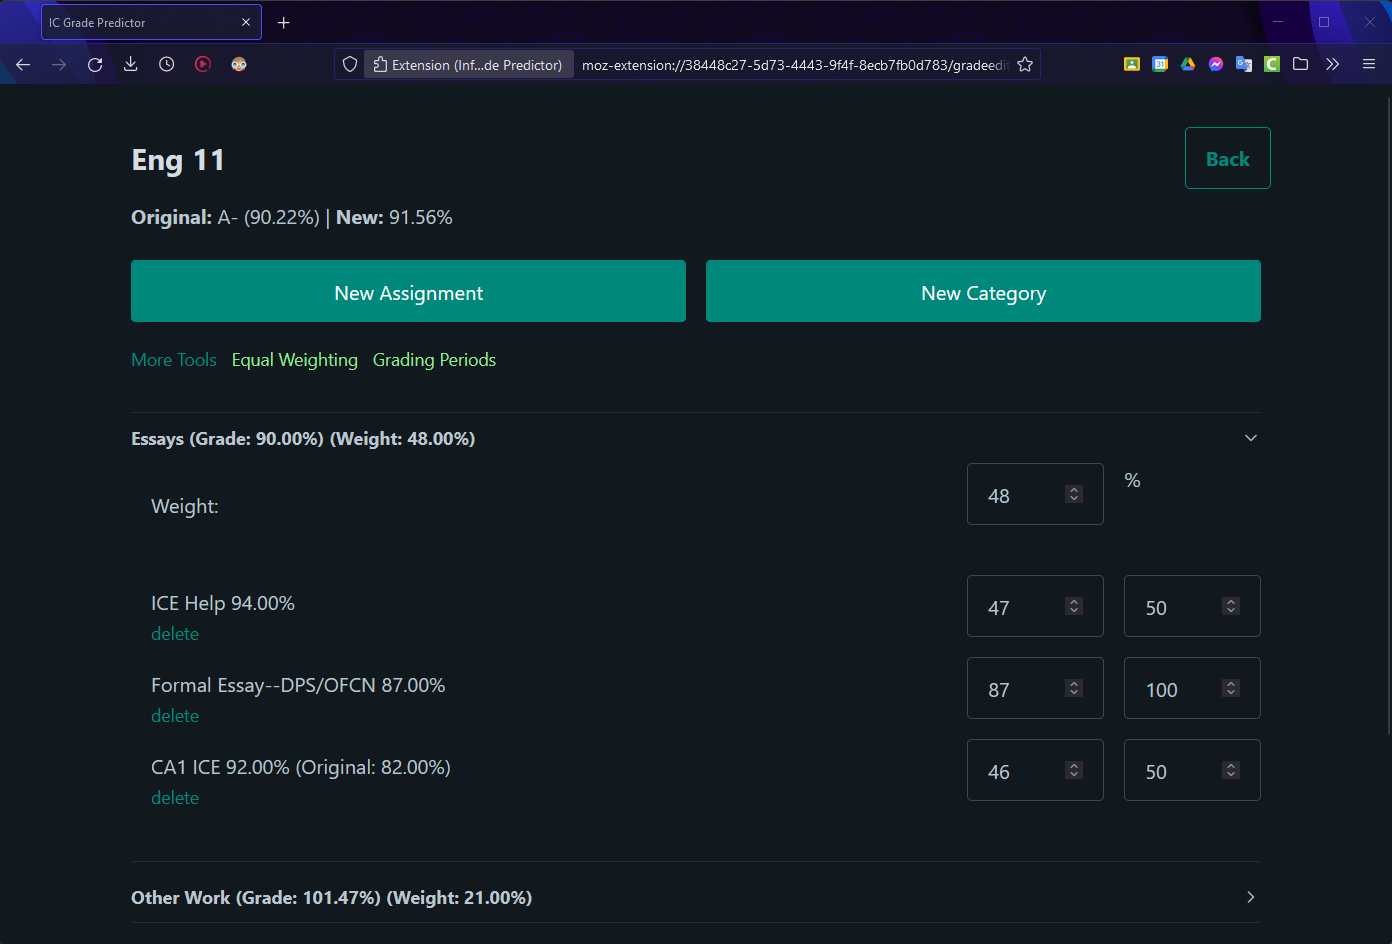 IC Grade Predictor
Extension (Inf...de Predictor)
moz-extension://38448c27-5d73-4443-9f4f-8ecb7fb0d783/gradeedit
31
Eng 11
Back
Original: A- (90.22%) | New: 91.56%
New Assignment
New Category
More Tools Equal Weighting Grading Periods
Essays (Grade: 90.00%) (Weight: 48.00%)
Weight:
48
%
ICE Help 94.00%
47
50
delete
Formal Essay--DPS/OFCN 87.00%
87
100
delete
CA1 ICE 92.00% (Original: 82.00%)
46
50
delete
Other Work (Grade: 101.47%) (Weight: 21.00%)